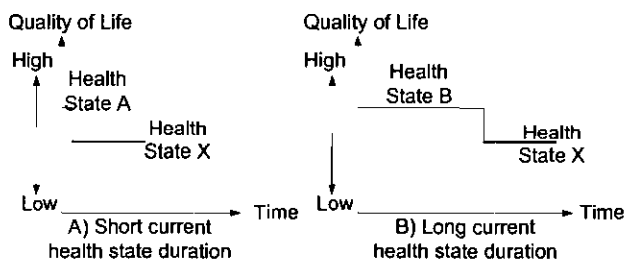 Quality of Life
High
Health
State A
Health
State X
Low
Time
A) Short current
health state duration
Quality of Life
High
Health
State B
Health
State X
Low
Time
B) Long current
health state duration